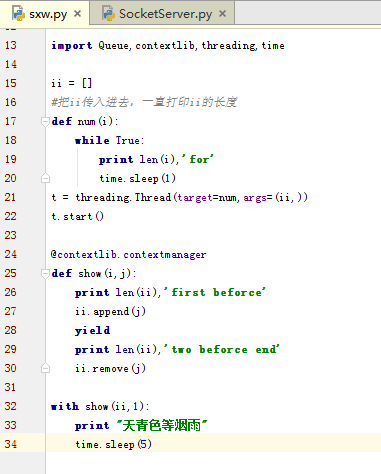 sxw.py × SocketServer.py ×
13 import Queue,contextlib,threading,time
14
15 ii = []
16 #把ii传入进去，一直打印ii的长度
17 def num(i):
18 while True:
19 print len(i),'for'
20 time.sleep(1)
21 t = threading.Thread(target=num,args=(ii,))
22 t.start()
23
24 @contextlib.contextmanager
25 def show(i,j):
26 print len(ii),'first beforce'
27 ii.append(j)
28 yield
29 print len(ii),'two beforce end'
30 ii.remove(j)
31
32 with show(ii,1):
33 print "天青色等烟雨"
34 time.sleep(5)